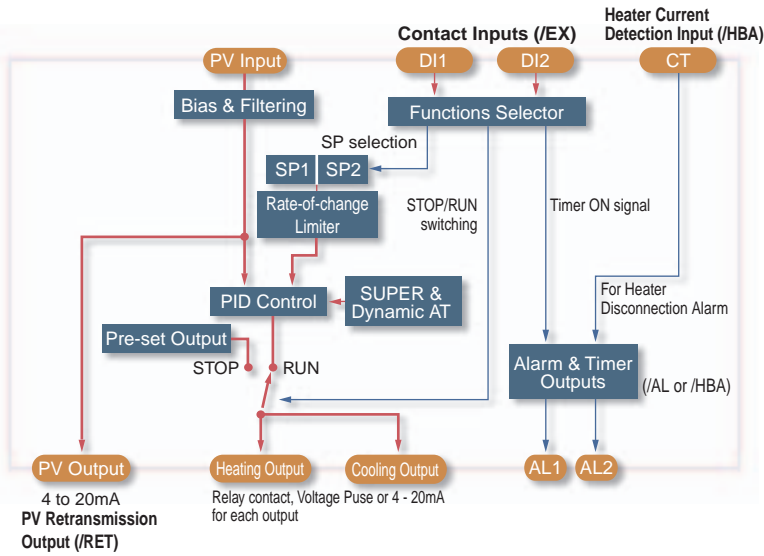 Contact Inputs (/EX)
Heater Current
Detection Input (/HBA)
PV Input
DI1
DI2
CT
Bias & Filtering
Functions Selector
SP selection
SP1
SP2
Rate-of-change
Limiter
STOP/RUN
switching
Timer ON signal
For Heater
Disconnection Alarm
PID Control
SUPER &
Dynamic AT
Pre-set Output
STOP
RUN
Alarm & Timer
Outputs
(/AL or /HBA)
PV Output
Heating Output
Cooling Output
AL1
AL2
4 to 20mA
PV Retransmission
Output (/RET)
Relay contact, Voltage Puse or 4 - 20mA
for each output